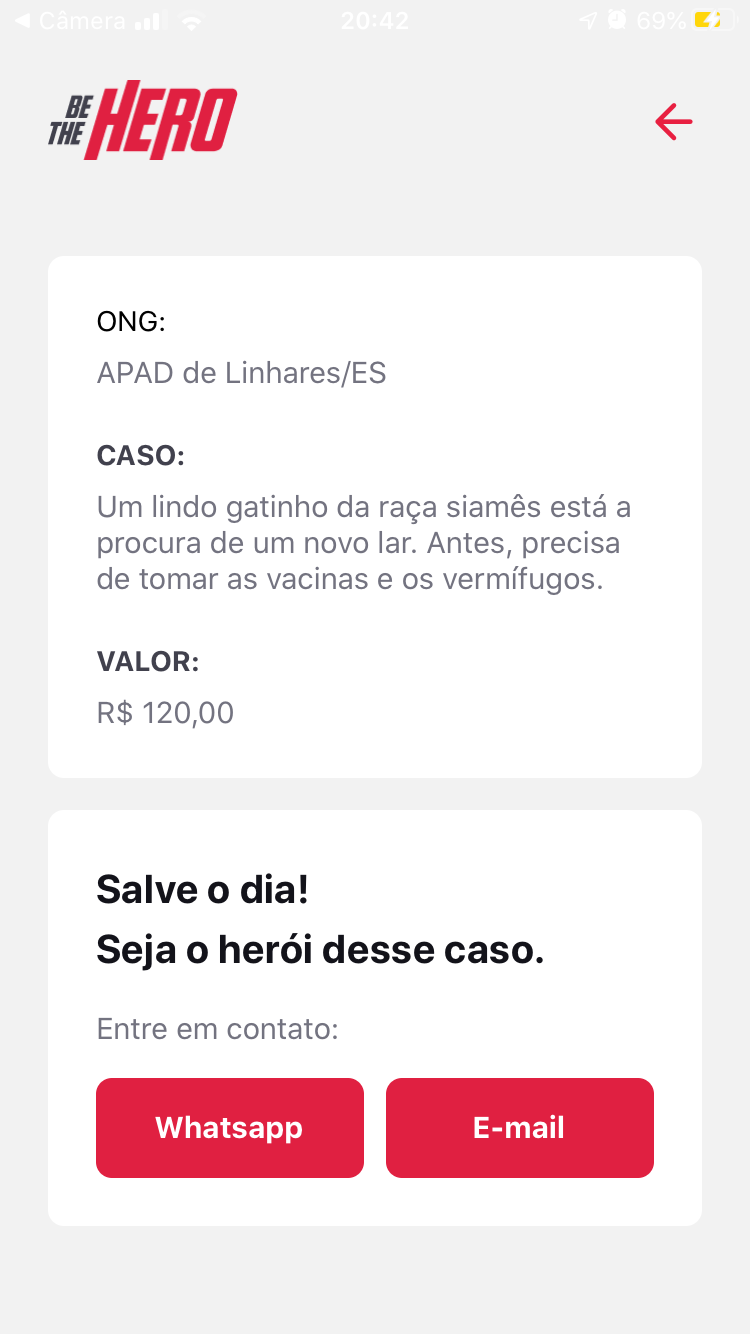 Câmera 20:42 69%
BE THE HERO
ONG:
APAD de Linhares/ES
CASO:
Um lindo gatinho da raça siamês está a
procura de um novo lar. Antes, precisa
de tomar as vacinas e os vermífugos.
VALOR:
R$ 120,00
Salve o dia!
Seja o herói desse caso.
Entre em contato:
Whatsapp E-mail